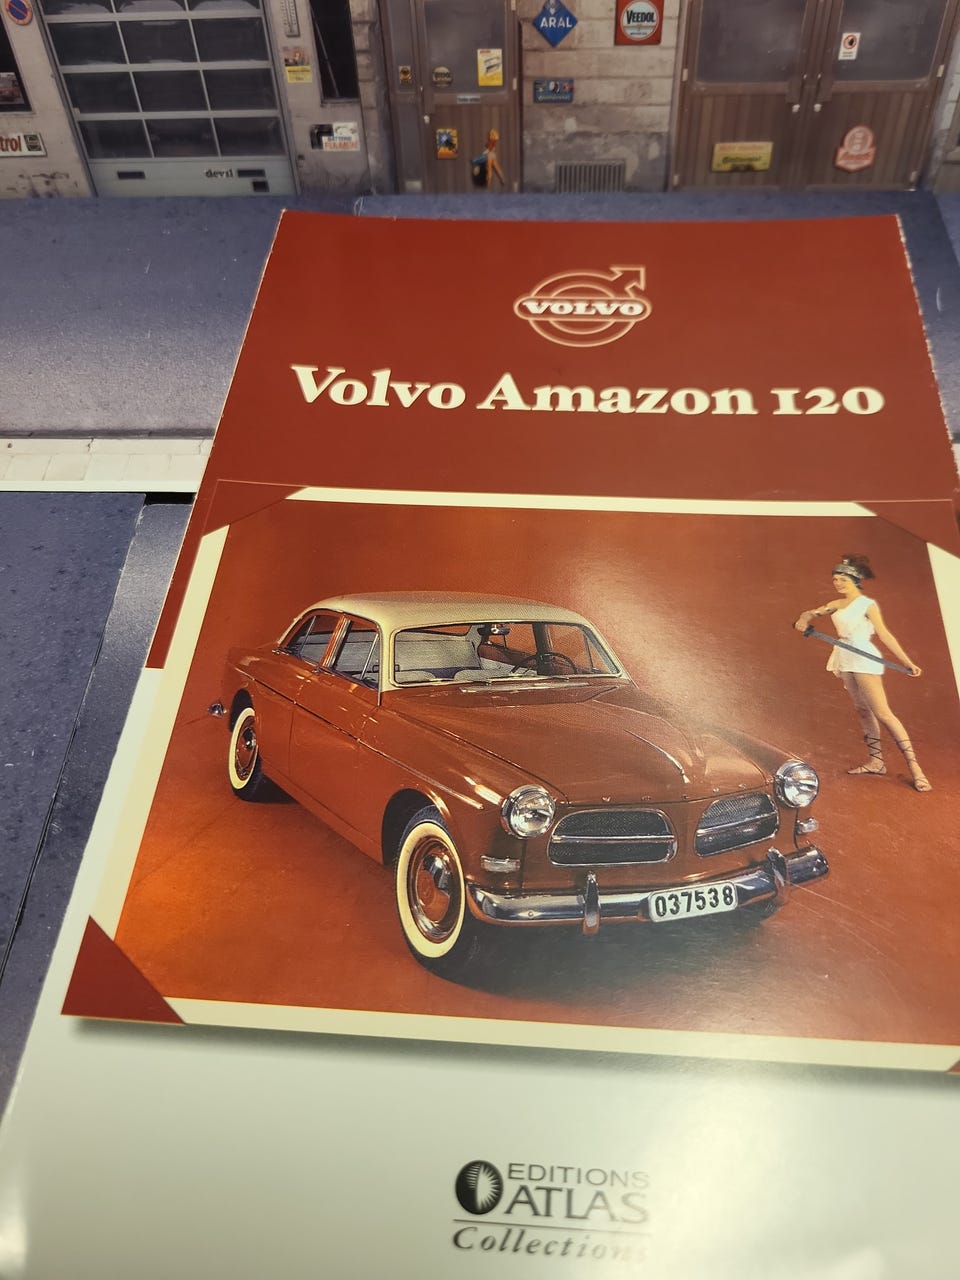 ARAL
VEEDOL
trol
devil
VOLVO
Volvo Amazon 120
VOLVO
037538
EDITIONS
ATLAS
Collections